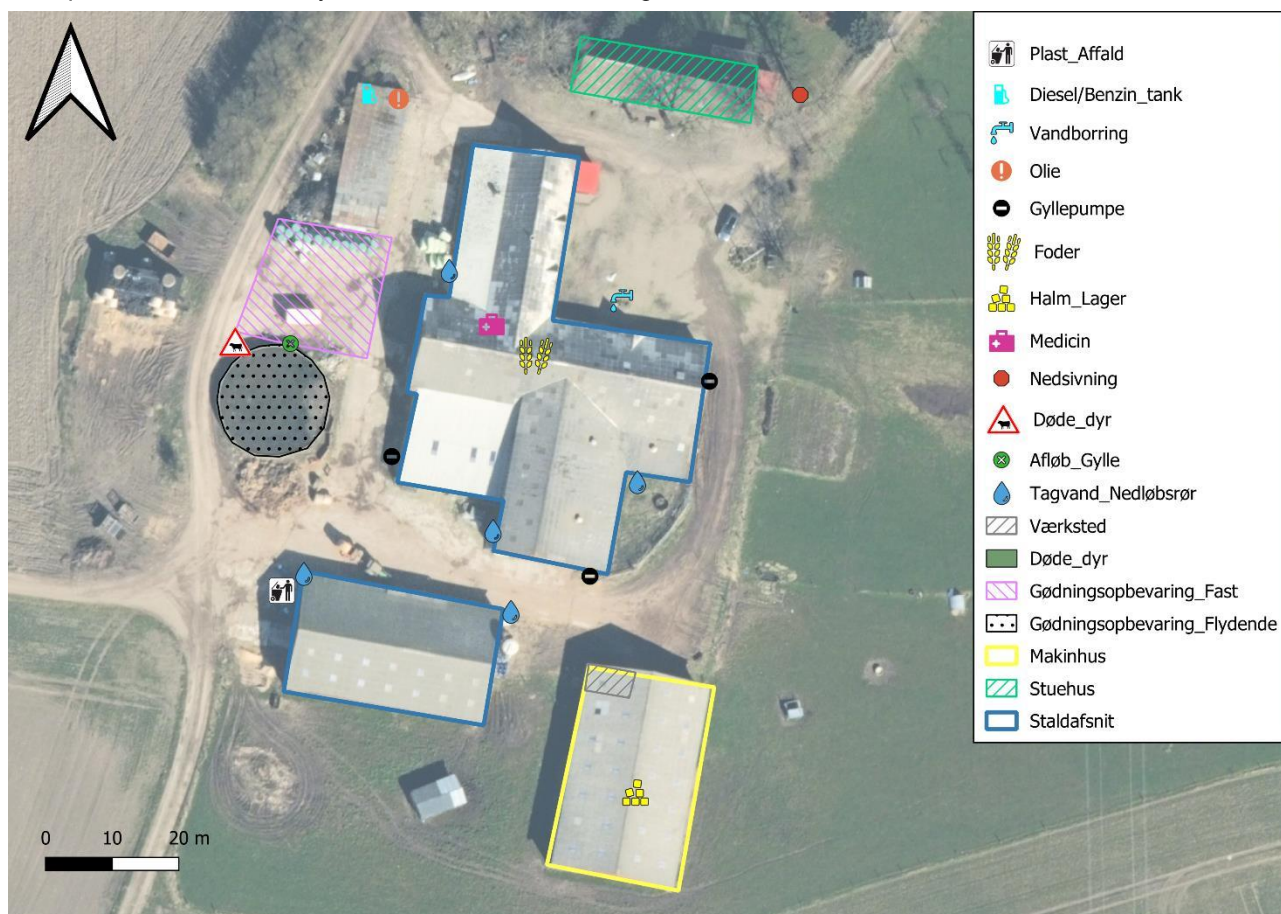 Plast_Affald
Diesel/Benzin_tank
Vandborring
Olie
Gyllepumpe
Foder
Halm_Lager
Medicin
Nedsivning
Døde_dyr
Afløb_Gylle
Tagvand_Nedløbsrør
Værksted
Døde_dyr
Gødningsopbevaring_Fast
Gødningsopbevaring_Flydende
Makinhus
Stuehus
Staldafsnit
0 10 20 m